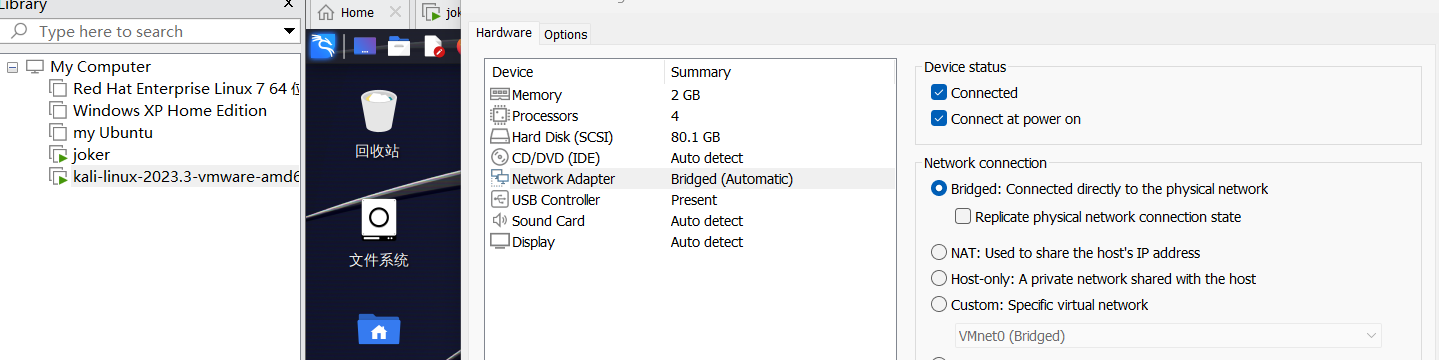 Library
Type here to search
My Computer
Red Hat Enterprise Linux 7 64 位
Windows XP Home Edition
my Ubuntu
joker
kali-linux-2023.3-vmware-amd6
Home
jok
回收站
文件系统
Hardware
Options
Device Summary
Memory 2 GB
Processors 4
Hard Disk (SCSI) 80.1 GB
CD/DVD (IDE) Auto detect
Network Adapter Bridged (Automatic)
USB Controller Present
Sound Card Auto detect
Display Auto detect
Device status
Connected
Connect at power on
Network connection
Bridged: Connected directly to the physical network
Replicate physical network connection state
NAT: Used to share the host's IP address
Host-only: A private network shared with the host
Custom: Specific virtual network
VMnet0 (Bridged)